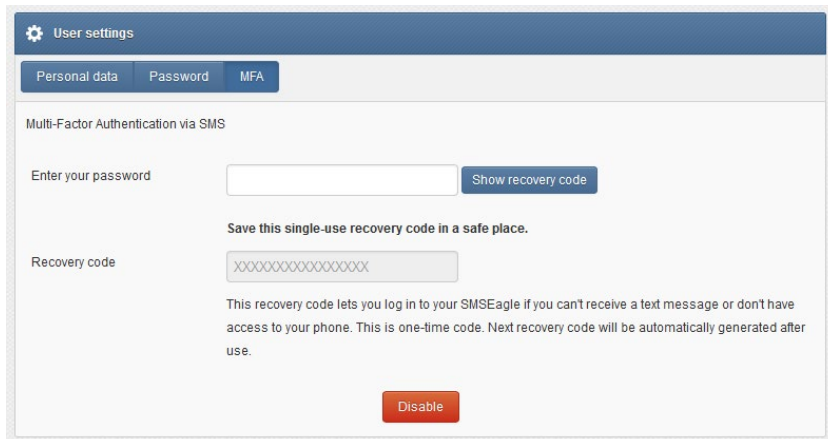 User settings
Personal data Password MFA
Multi-Factor Authentication via SMS
Enter your password Show recovery code
Save this single-use recovery code in a safe place.
Recovery code XXXXXXXXXXXXXXXX
This recovery code lets you log in to your SMSEagle if you can't receive a text message or don't have
access to your phone. This is one-time code. Next recovery code will be automatically generated after
use.
Disable